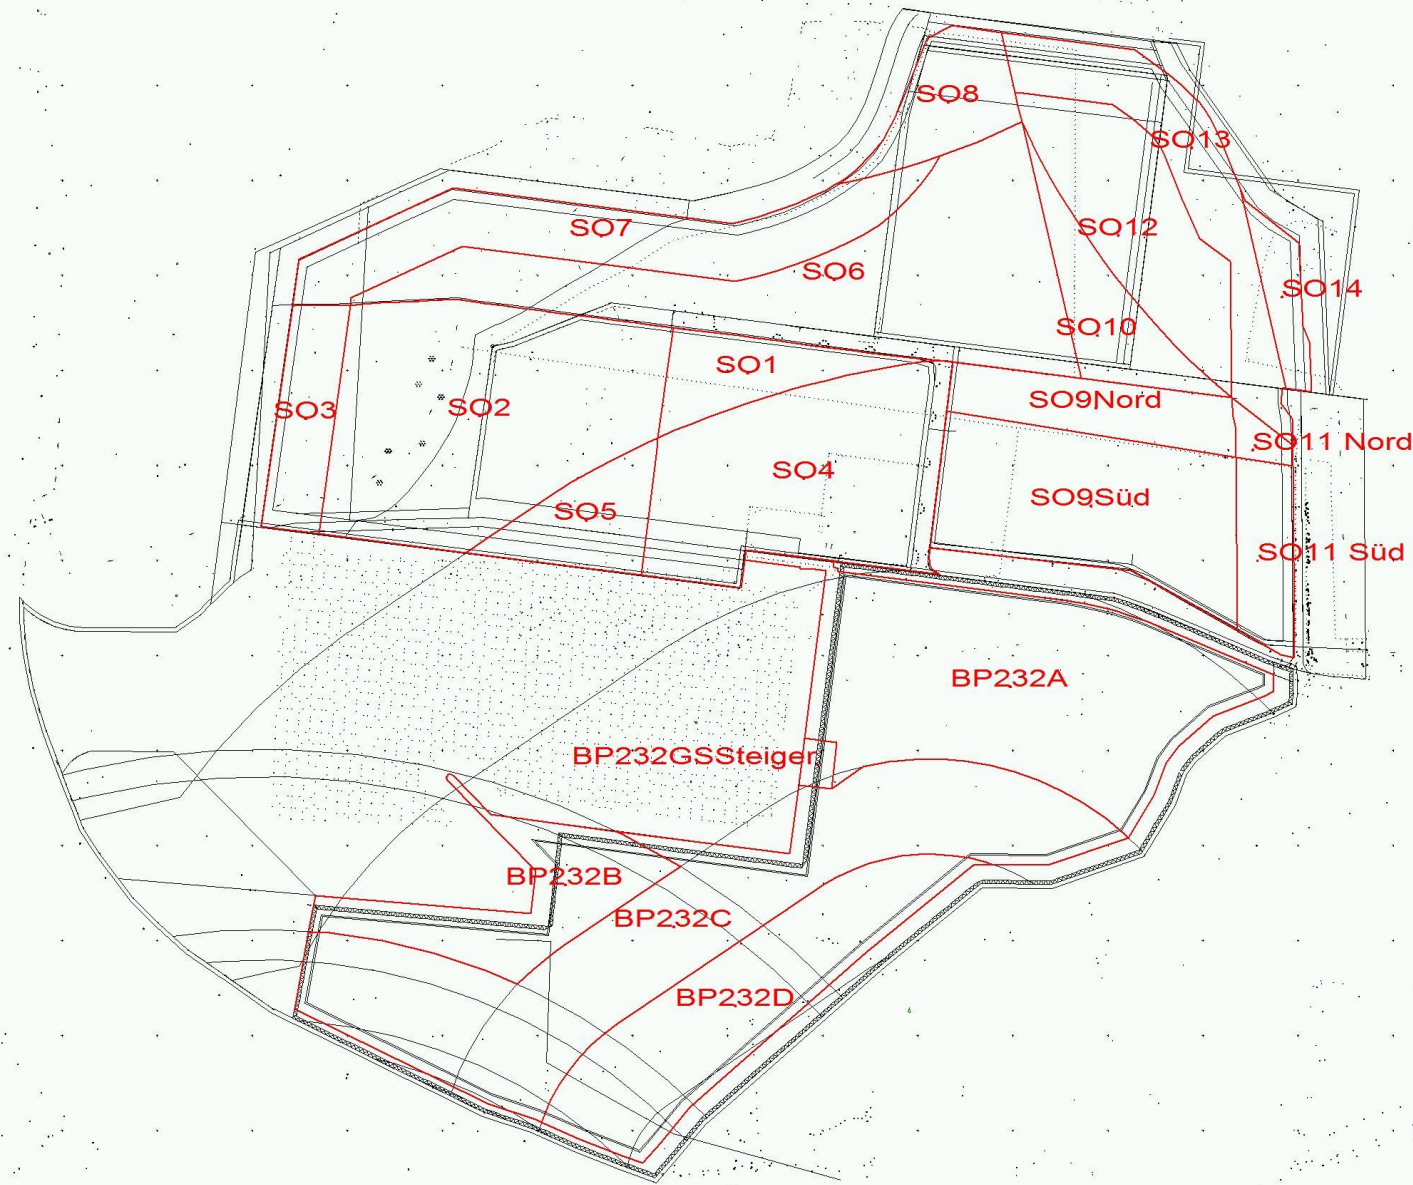 SO8
SO13
SO7
SO12
SO6
SO14
SO10
SO1
SO3
SO2
SO9Nord
SO11 Nord
SO4
SO9Süd
SO5
SO11 Süd
BP232A
BP232GSSteiger
BP232B
BP232C
BP232D